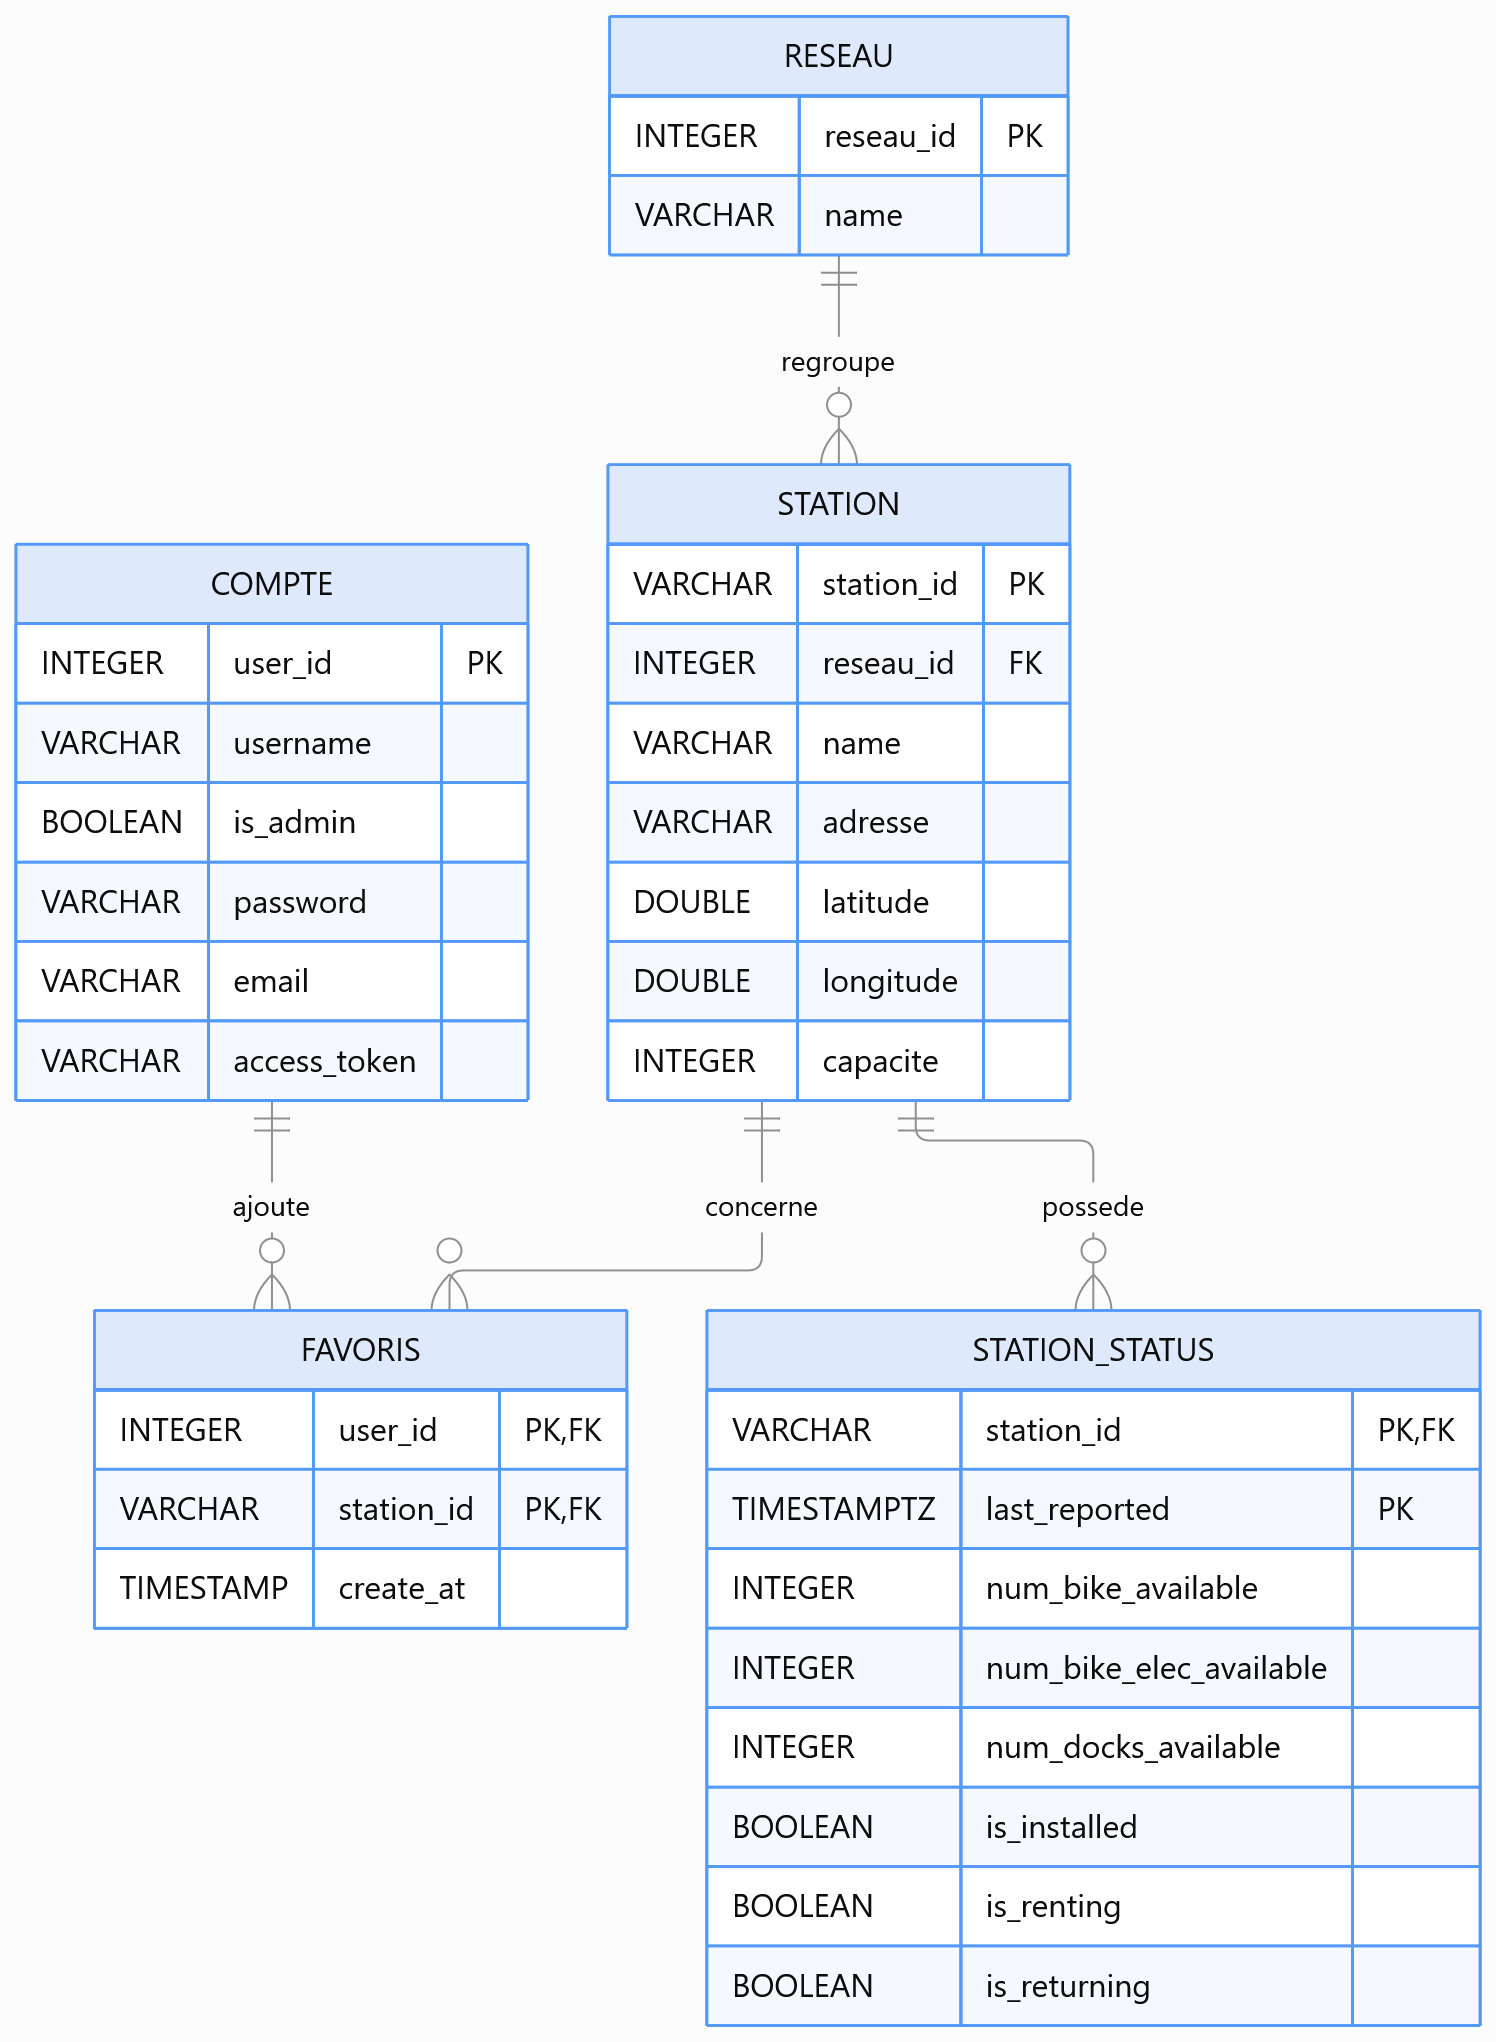 RESEAU
INTEGER reseau_id PK
VARCHAR name
regroupe
STATION
VARCHAR station_id PK
INTEGER reseau_id FK
VARCHAR name
VARCHAR adresse
DOUBLE latitude
DOUBLE longitude
INTEGER capacite
COMPTE
INTEGER user_id PK
VARCHAR username
BOOLEAN is_admin
VARCHAR password
VARCHAR email
VARCHAR access_token
ajoute
concerne
possede
FAVORIS
INTEGER user_id PK,FK
VARCHAR station_id PK,FK
TIMESTAMP create_at
STATION_STATUS
VARCHAR station_id PK,FK
TIMESTAMPTZ last_reported PK
INTEGER num_bike_available
INTEGER num_bike_elec_available
INTEGER num_docks_available
BOOLEAN is_installed
BOOLEAN is_renting
BOOLEAN is_returning